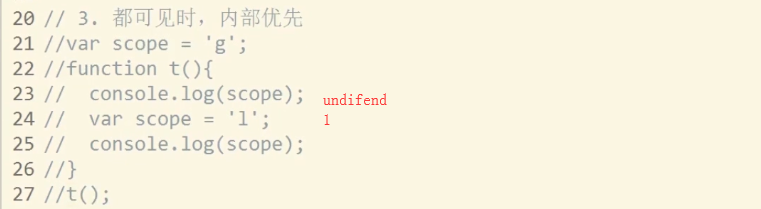 20 // 3. 都可见时，内部优先
21 //var scope = 'g';
22 //function t(){
23 //  console.log(scope); undifend
24 //  var scope = 'l'; 1
25 //  console.log(scope);
26 //}
27 //t();